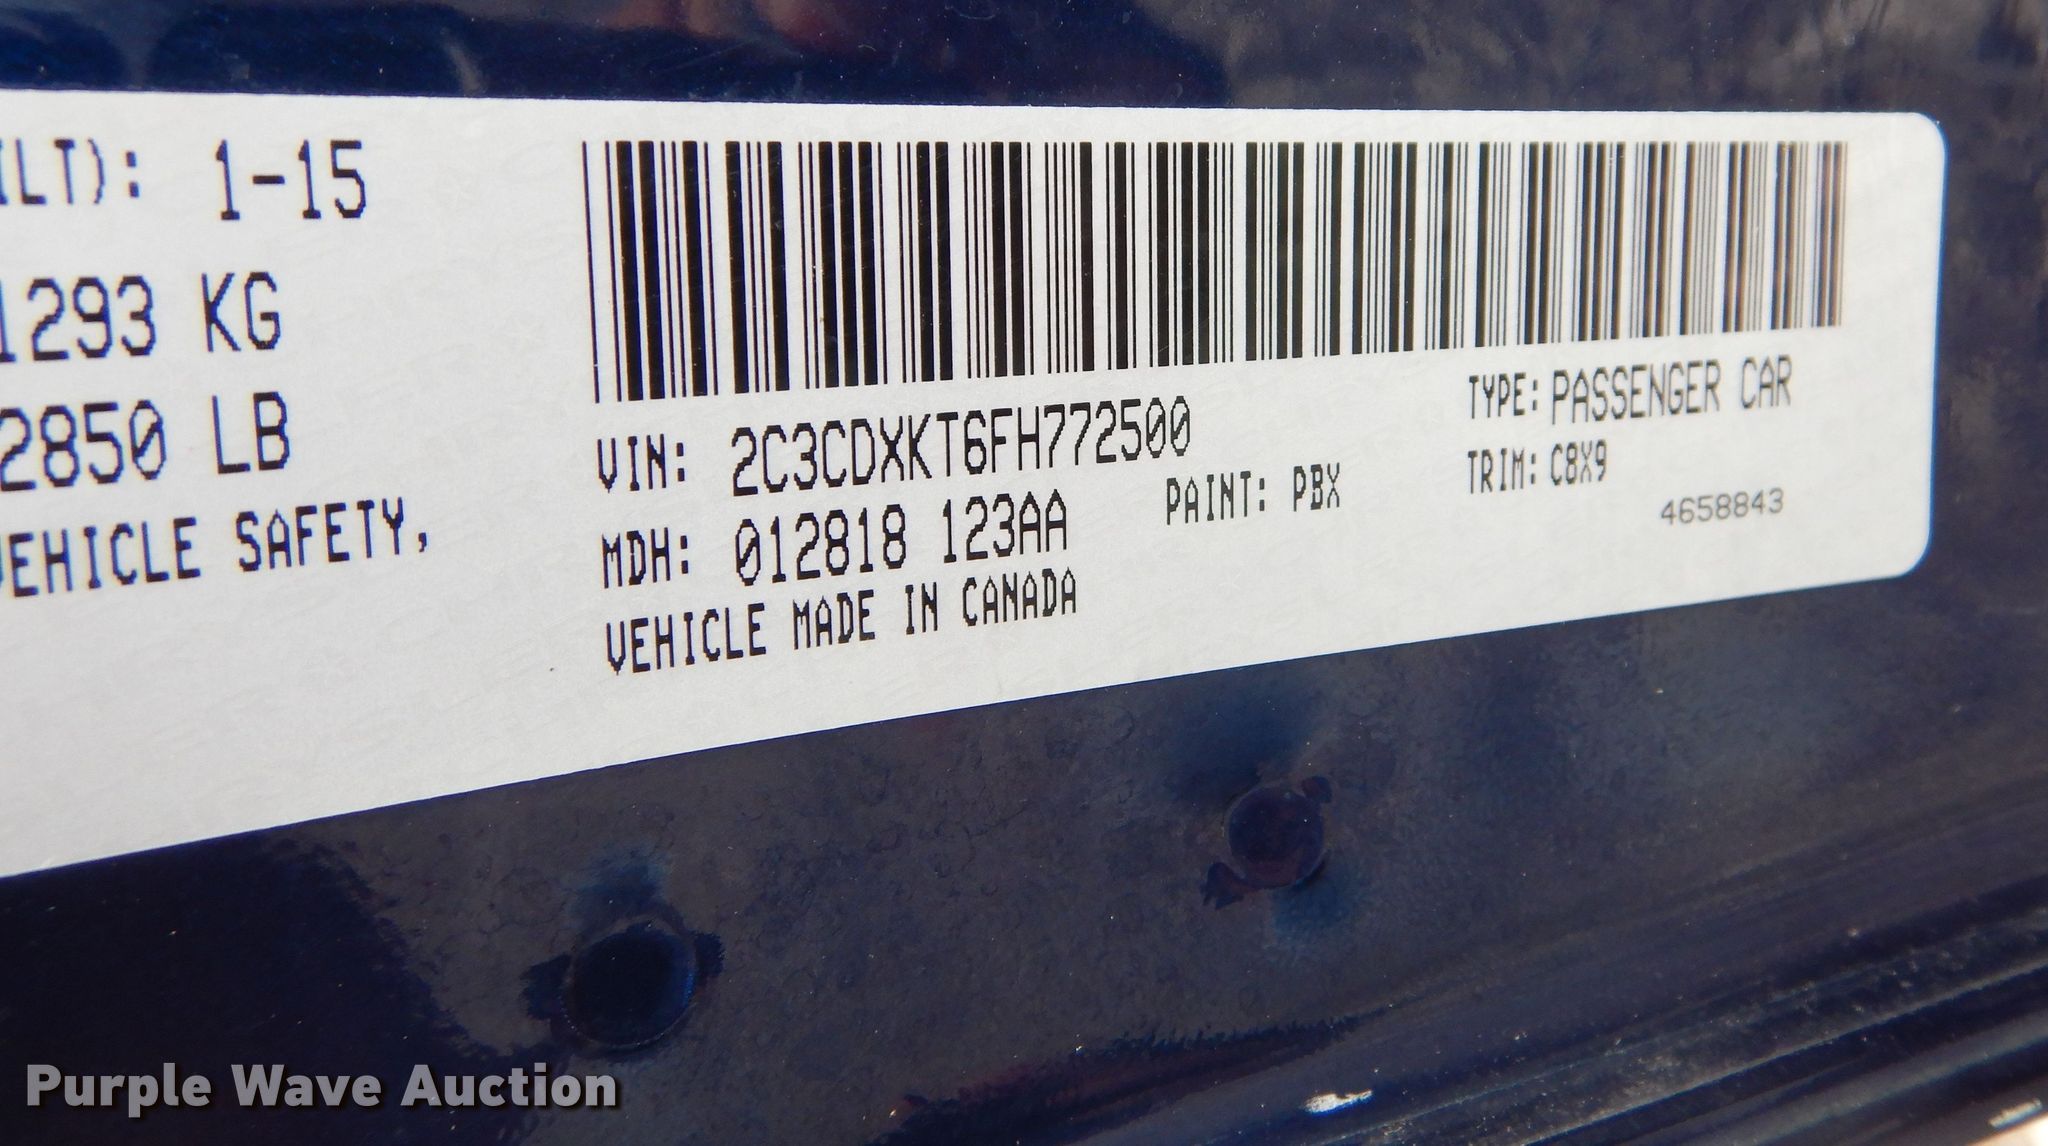 ILT): 1-15
1293 KG
2850 LB
VEHICLE SAFETY,
VIN: 2C3CDXKT6FH772500
MDH: 012818 123AA
PAINT: PBX
VEHICLE MADE IN CANADA
TYPE: PASSENGER CAR
TRIM: C8X9
4658843
Purple Wave Auction